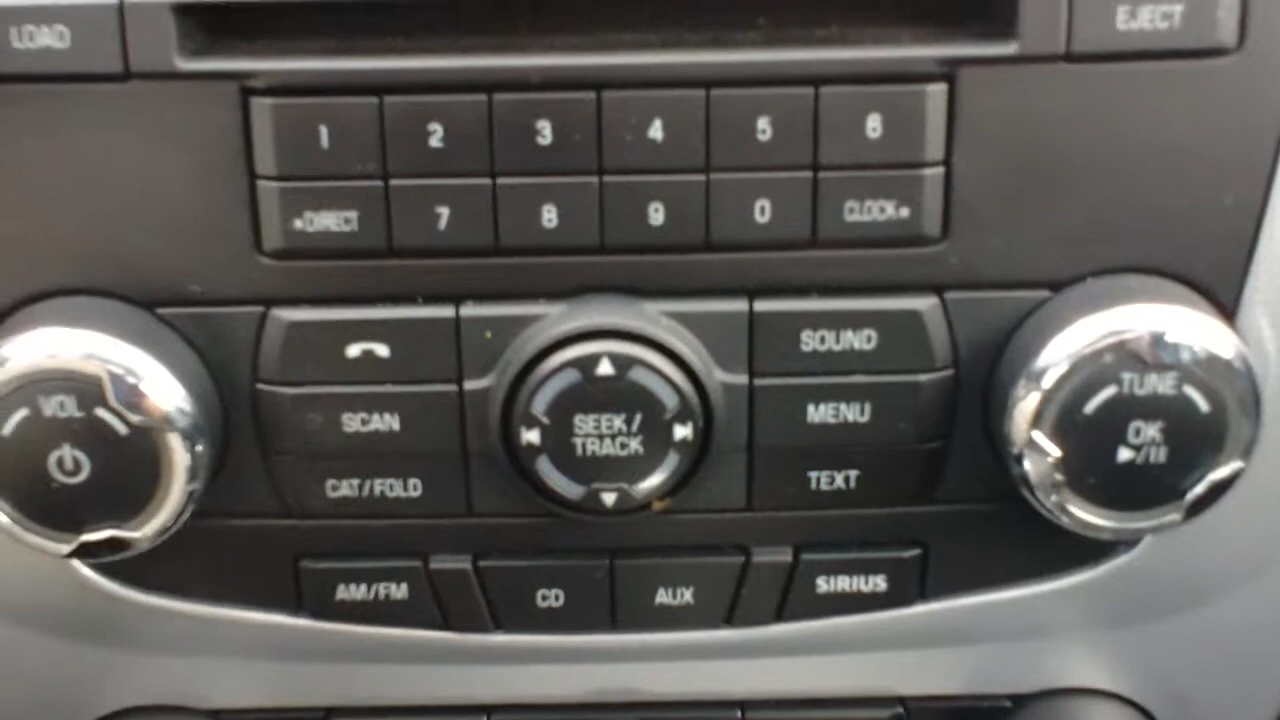 LOAD
EJECT
1 2 3 4 5 6
DIRECT 7 8 9 0 CLOCK
SOUND
SCAN
MENU
CAT/FOLD
TEXT
VOL
SEEK/
TRACK
TUNE
OK
AM/FM CD AUX SIRIUS